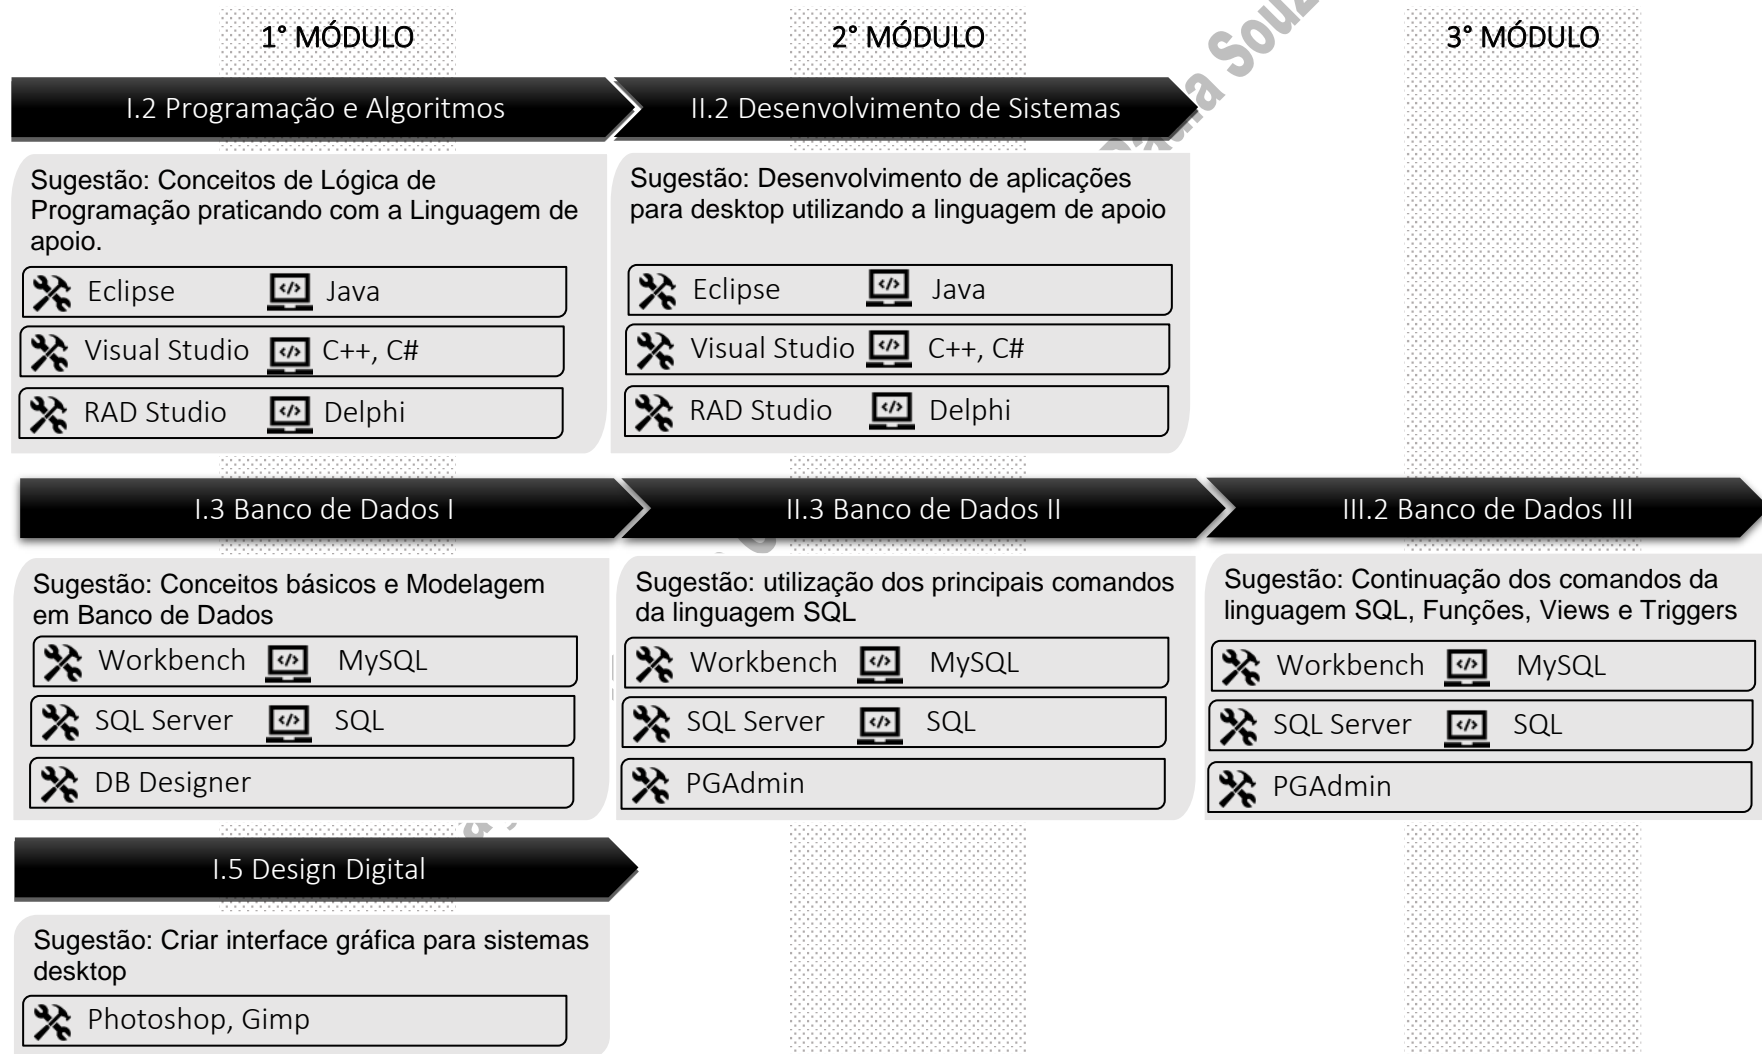 1° MÓDULO
2° MÓDULO
3° MÓDULO
I.2 Programação e Algoritmos
II.2 Desenvolvimento de Sistemas
Sugestão: Conceitos de Lógica de
Programação praticando com a Linguagem de
apoio.
Eclipse </> Java
Visual Studio </> C++, C#
RAD Studio </> Delphi
Sugestão: Desenvolvimento de aplicações
para desktop utilizando a linguagem de apoio
Eclipse </> Java
Visual Studio </> C++, C#
RAD Studio </> Delphi
I.3 Banco de Dados I
II.3 Banco de Dados II
III.2 Banco de Dados III
Sugestão: Conceitos básicos e Modelagem
em Banco de Dados
Workbench </> MySQL
SQL Server </> SQL
DB Designer
Sugestão: utilização dos principais comandos
da linguagem SQL
Workbench </> MySQL
SQL Server </> SQL
PGAdmin
Sugestão: Continuação dos comandos da
linguagem SQL, Funções, Views e Triggers
Workbench </> MySQL
SQL Server </> SQL
PGAdmin
I.5 Design Digital
Sugestão: Criar interface gráfica para sistemas
desktop
Photoshop, Gimp